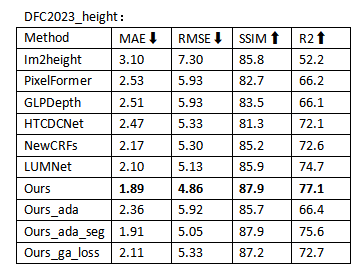 DFC2023_height：
Method MAE⬇ RMSE⬇ SSIM⬆ R2⬆
Im2height 3.10 7.30 85.8 52.2
PixelFormer 2.53 5.93 82.7 66.2
GLPDepth 2.51 5.93 83.5 66.1
HTCDCNet 2.47 5.33 81.3 72.1
NewCRFs 2.17 5.30 85.2 72.6
LUMNet 2.10 5.13 85.9 74.7
Ours 1.89 4.86 87.9 77.1
Ours_ada 2.36 5.92 85.7 66.4
Ours_ada_seg 1.91 5.05 87.9 75.6
Ours_ga_loss 2.11 5.33 87.2 72.7